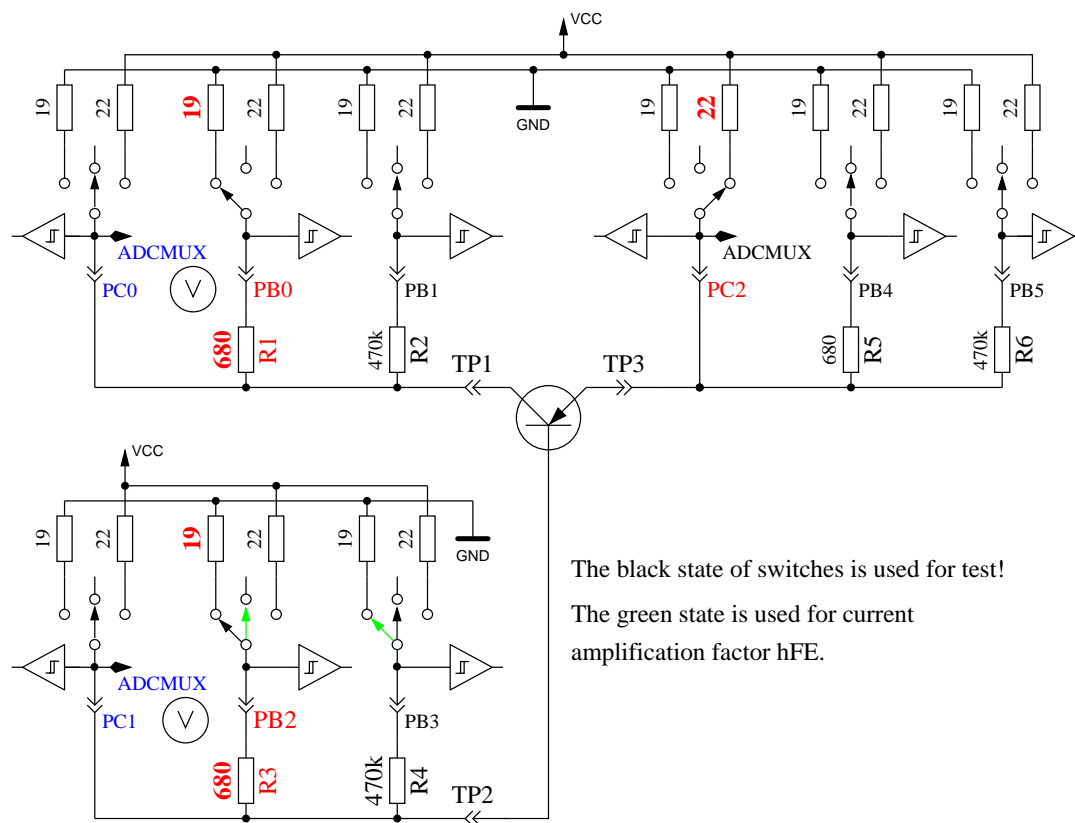 VCC
19
22
19
22
19
22
GND
19
22
19
22
19
22
ADCMUX
V
PC0
PB0
PB1
ADCMUX
PC2
PB4
PB5
680
R1
470k
R2
680
R5
470k
R6
TP1
TP3
VCC
19
22
19
22
19
22
GND
The black state of switches is used for test!
The green state is used for current
amplification factor hFE.
ADCMUX
V
PC1
PB2
PB3
680
R3
470k
R4
TP2